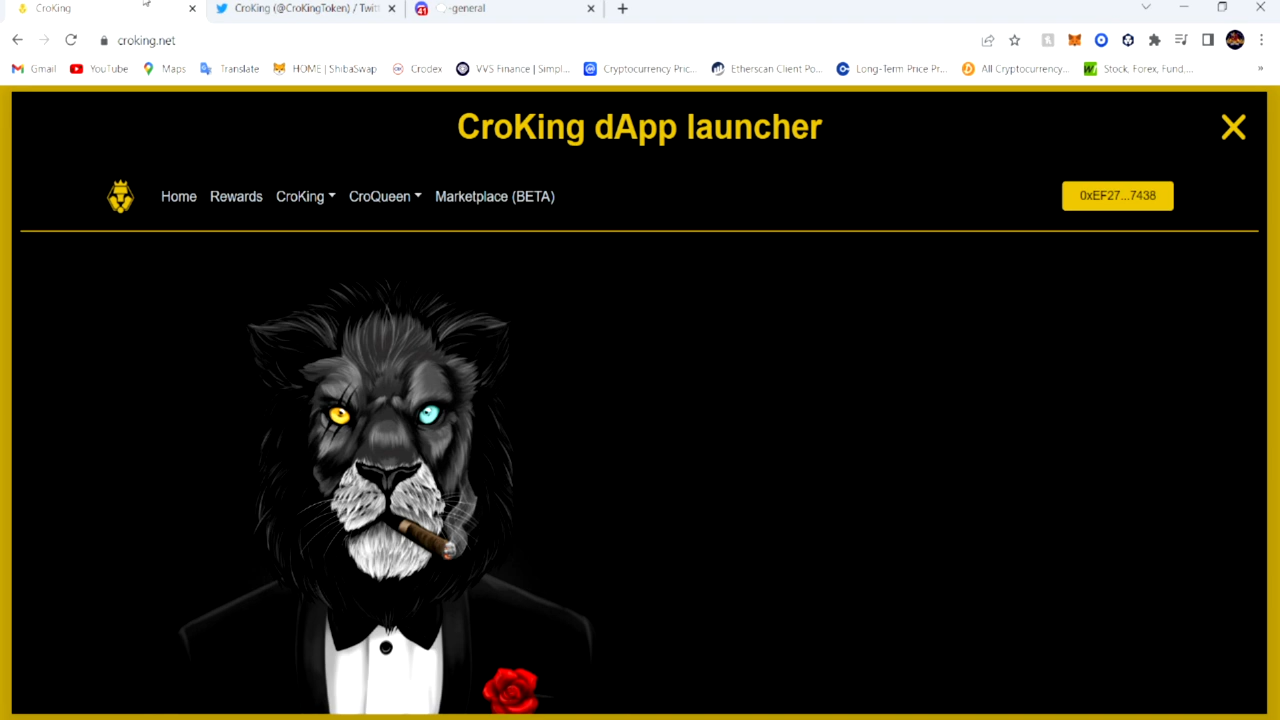 CroKing
CroKing (@CroKingToken) / Twitt
41
-general
croking.net
Gmail
YouTube
Maps
Translate
HOME | ShibaSwap
Crodex
VVS Finance | Simpl...
Cryptocurrency Pric...
Etherscan Client Po...
Long-Term Price Pr...
All Cryptocurrency...
Stock, Forex, Fund,...
»
CroKing dApp launcher
Home
Rewards
CroKing
CroQueen
Marketplace (BETA)
0xEF27...7438